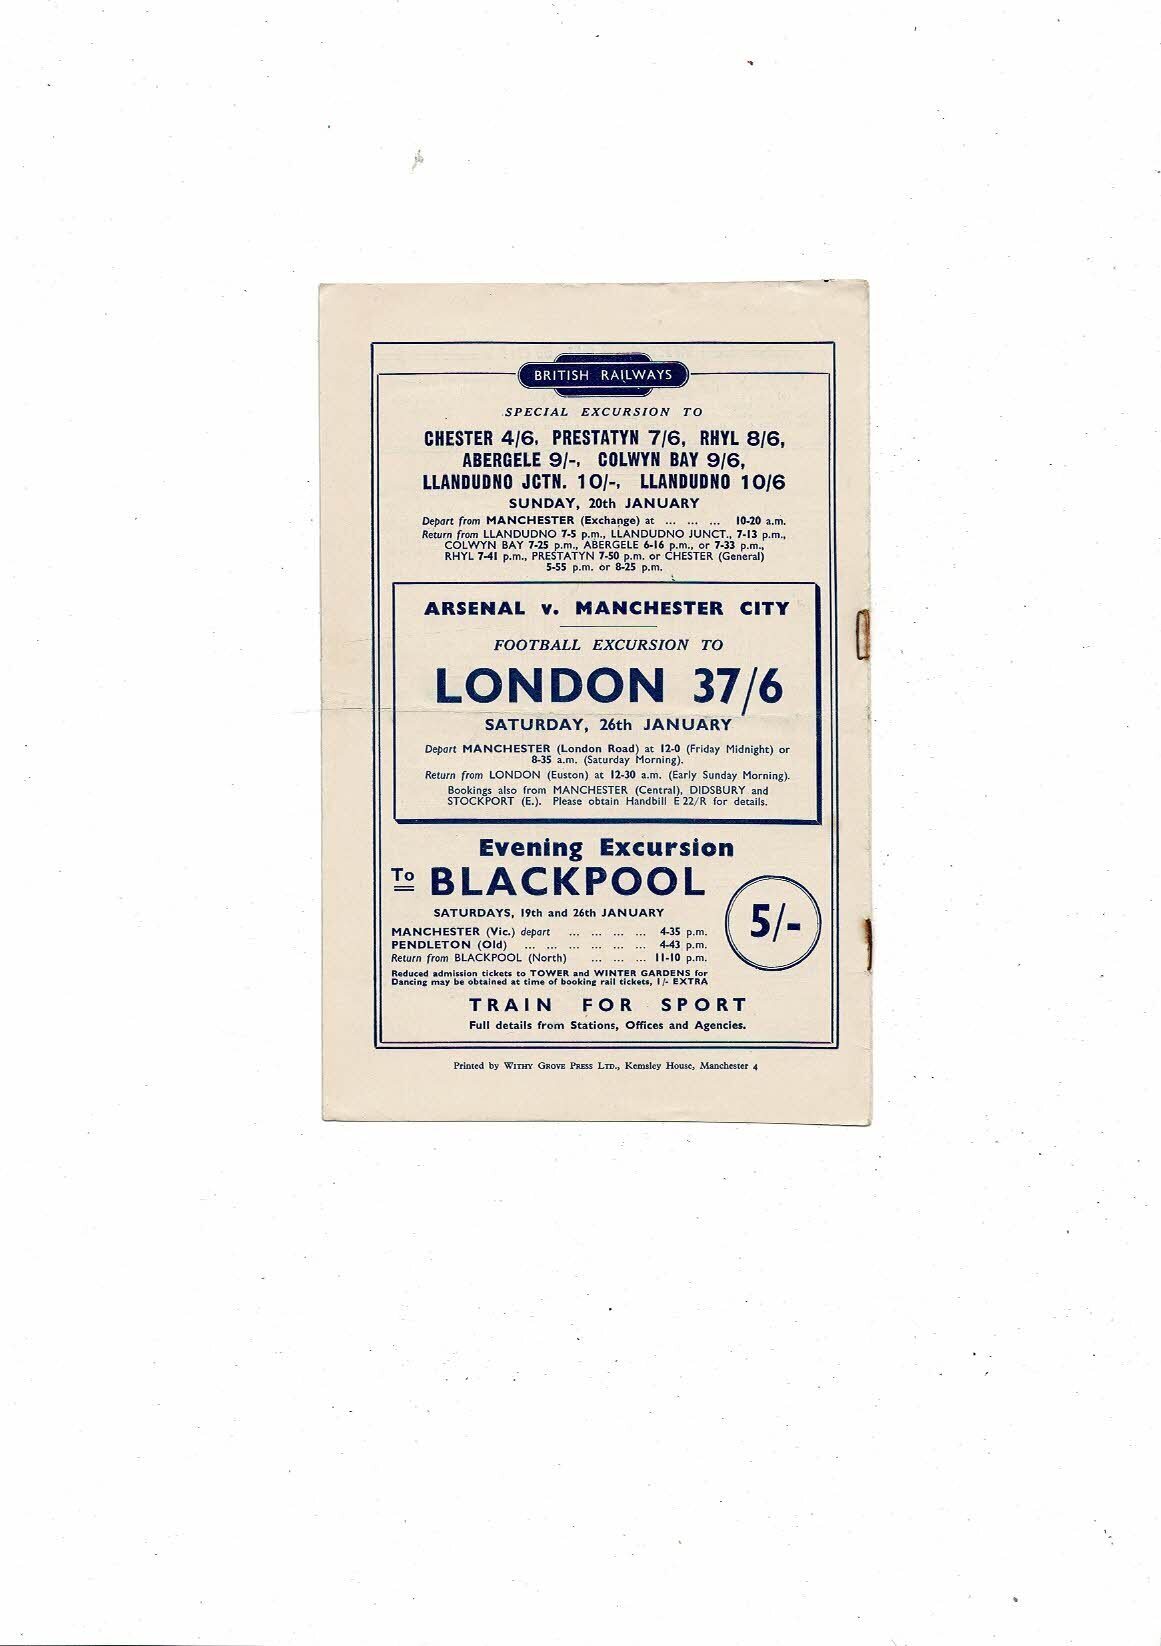 BRITISH RAILWAYS
SPECIAL EXCURSION TO
CHESTER 4/6, PRESTATYN 7/6, RHYL 8/6,
ABERGELE 9/-, COLWYN BAY 9/6,
LLANDUDNO JCTN. 10/-, LLANDUDNO 10/6
SUNDAY, 20th JANUARY
Depart from MANCHESTER (Exchange) at ... ... ... 10-20 a.m.
Return from LLANDUDNO 7-5 p.m., LLANDUDNO JUNCT., 7-13 p.m.,
COLWYN BAY 7-25 p.m., ABERGELE 6-16 p.m., or 7-33 p.m.,
RHYL 7-41 p.m., PRESTATYN 7-50 p.m. or CHESTER (General)
5-55 p.m. or 8-25 p.m.
ARSENAL v. MANCHESTER CITY
FOOTBALL EXCURSION TO
LONDON 37/6
SATURDAY, 26th JANUARY
Depart MANCHESTER (London Road) at 12-0 (Friday Midnight) or
8-35 a.m. (Saturday Morning).
Return from LONDON (Euston) at 12-30 a.m. (Early Sunday Morning).
Bookings also from MANCHESTER (Central), DIDSBURY and
STOCKPORT (E.). Please obtain Handbill E 22/R for details.
Evening Excursion
To BLACKPOOL
SATURDAYS, 19th and 26th JANUARY
5/-
MANCHESTER (Vic.) depart ... ... ... ... 4-35 p.m.
PENDLETON (Old) ... ... ... ... ... ... 4-43 p.m.
Return from BLACKPOOL (North) ... ... ... 11-10 p.m.
Reduced admission tickets to TOWER and WINTER GARDENS for
Dancing may be obtained at time of booking rail tickets, 1/- EXTRA
TRAIN FOR SPORT
Full details from Stations, Offices and Agencies.
Printed by WITHY GROVE PRESS LTD., Kemsley House, Manchester 4